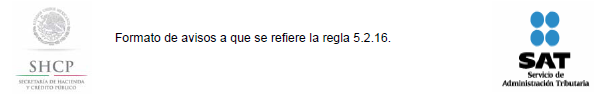 Formato de avisos a que se refiere la regla 5.2.16.
SHCP
SECRETARÍA DE HACIENDA
Y CRÉDITO PÚBLICO
SAT
Servicio de
Administración Tributaria